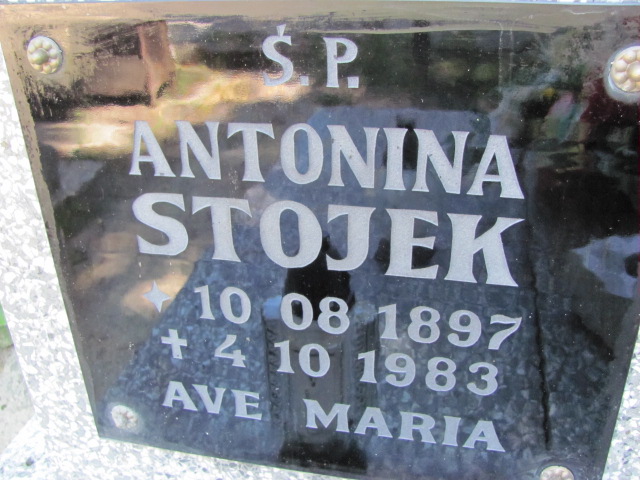 Ś.P.
ANTONINA
STOJEK
✦ 10 08 1897
+ 4 10 1983
AVE MARIA